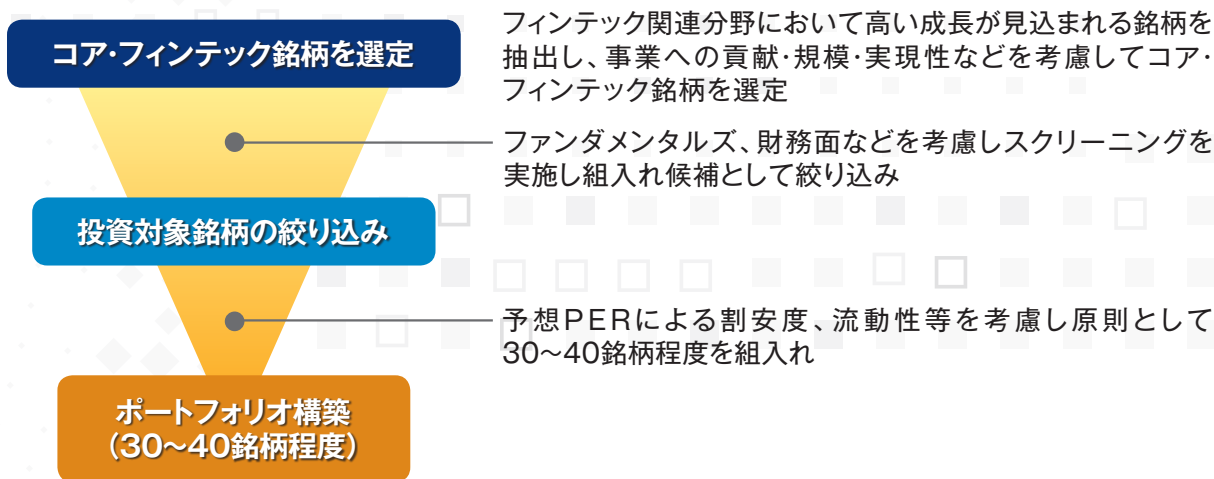 コア・フィンテック銘柄を選定
フィンテック関連分野において高い成長が見込まれる銘柄を
抽出し、事業への貢献・規模・実現性などを考慮してコア・
フィンテック銘柄を選定
ファンダメンタルズ、財務面などを考慮しスクリーニングを
実施し組入れ候補として絞り込み
投資対象銘柄の絞り込み
予想PERによる割安度、流動性等を考慮し原則として
30～40銘柄程度を組入れ
ポートフォリオ構築
（30～40銘柄程度）